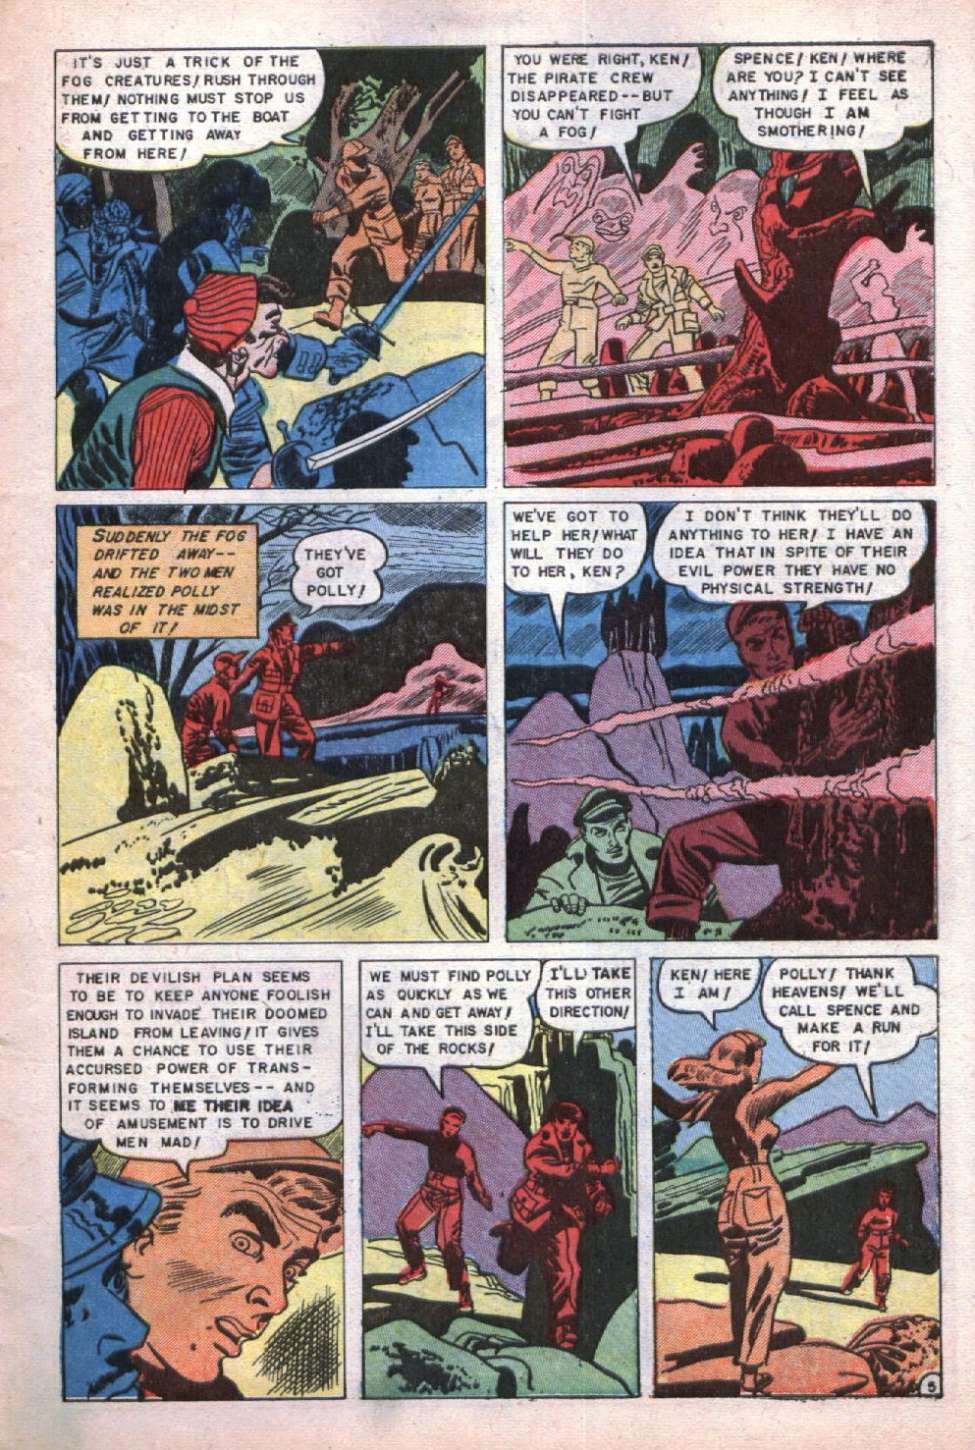 IT'S JUST A TRICK OF THE
FOG CREATURES! RUSH THROUGH
THEM! NOTHING MUST STOP US
FROM GETTING TO THE BOAT
AND GETTING AWAY
FROM HERE!
YOU WERE RIGHT, KEN!
THE PIRATE CREW
DISAPPEARED--BUT
YOU CAN'T FIGHT
A FOG!
SPENCE! KEN! WHERE
ARE YOU? I CAN'T SEE
ANYTHING! I FEEL AS
THOUGH I AM
SMOTHERING!
SUDDENLY THE FOG
DRIFTED AWAY--
AND THE TWO MEN
REALIZED POLLY
WAS IN THE MIDST
OF IT!
THEY'VE
GOT
POLLY!
WE'VE GOT TO
HELP HER! WHAT
WILL THEY DO
TO HER, KEN?
I DON'T THINK THEY'LL DO
ANYTHING TO HER! I HAVE AN
IDEA THAT IN SPITE OF THEIR
EVIL POWER THEY HAVE NO
PHYSICAL STRENGTH!
THEIR DEVILISH PLAN SEEMS
TO BE TO KEEP ANYONE FOOLISH
ENOUGH TO INVADE THEIR DOOMED
ISLAND FROM LEAVING! IT GIVES
THEM A CHANCE TO USE THEIR
ACCURSED POWER OF TRANS-
FORMING THEMSELVES-- AND
IT SEEMS TO ME THEIR IDEA
OF AMUSEMENT IS TO DRIVE
MEN MAD!
WE MUST FIND POLLY
AS QUICKLY AS WE
CAN AND GET AWAY!
I'LL TAKE THIS SIDE
OF THE ROCKS!
I'LL TAKE
THIS OTHER
DIRECTION!
KEN! HERE
I AM!
POLLY! THANK
HEAVENS! WE'LL
CALL SPENCE AND
MAKE A RUN
FOR IT!
5